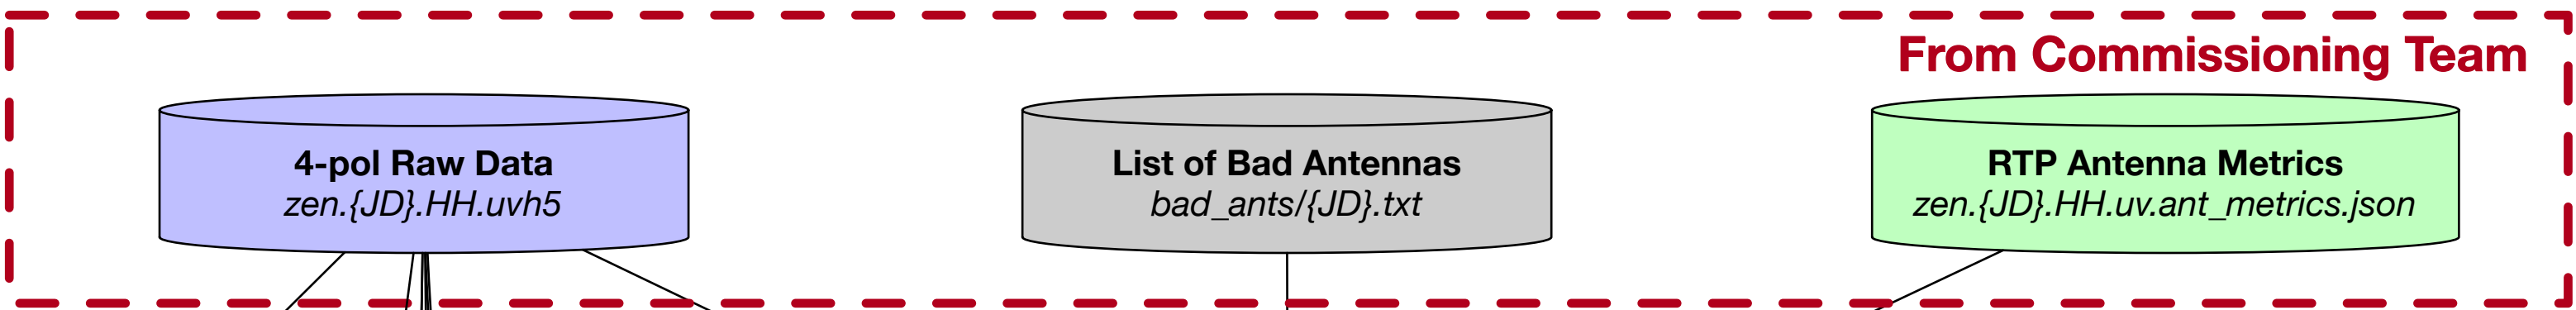 From Commissioning Team
4-pol Raw Data
zen.{JD}.HH.uvh5
List of Bad Antennas
bad_ants/{JD}.txt
RTP Antenna Metrics
zen.{JD}.HH.uv.ant_metrics.json